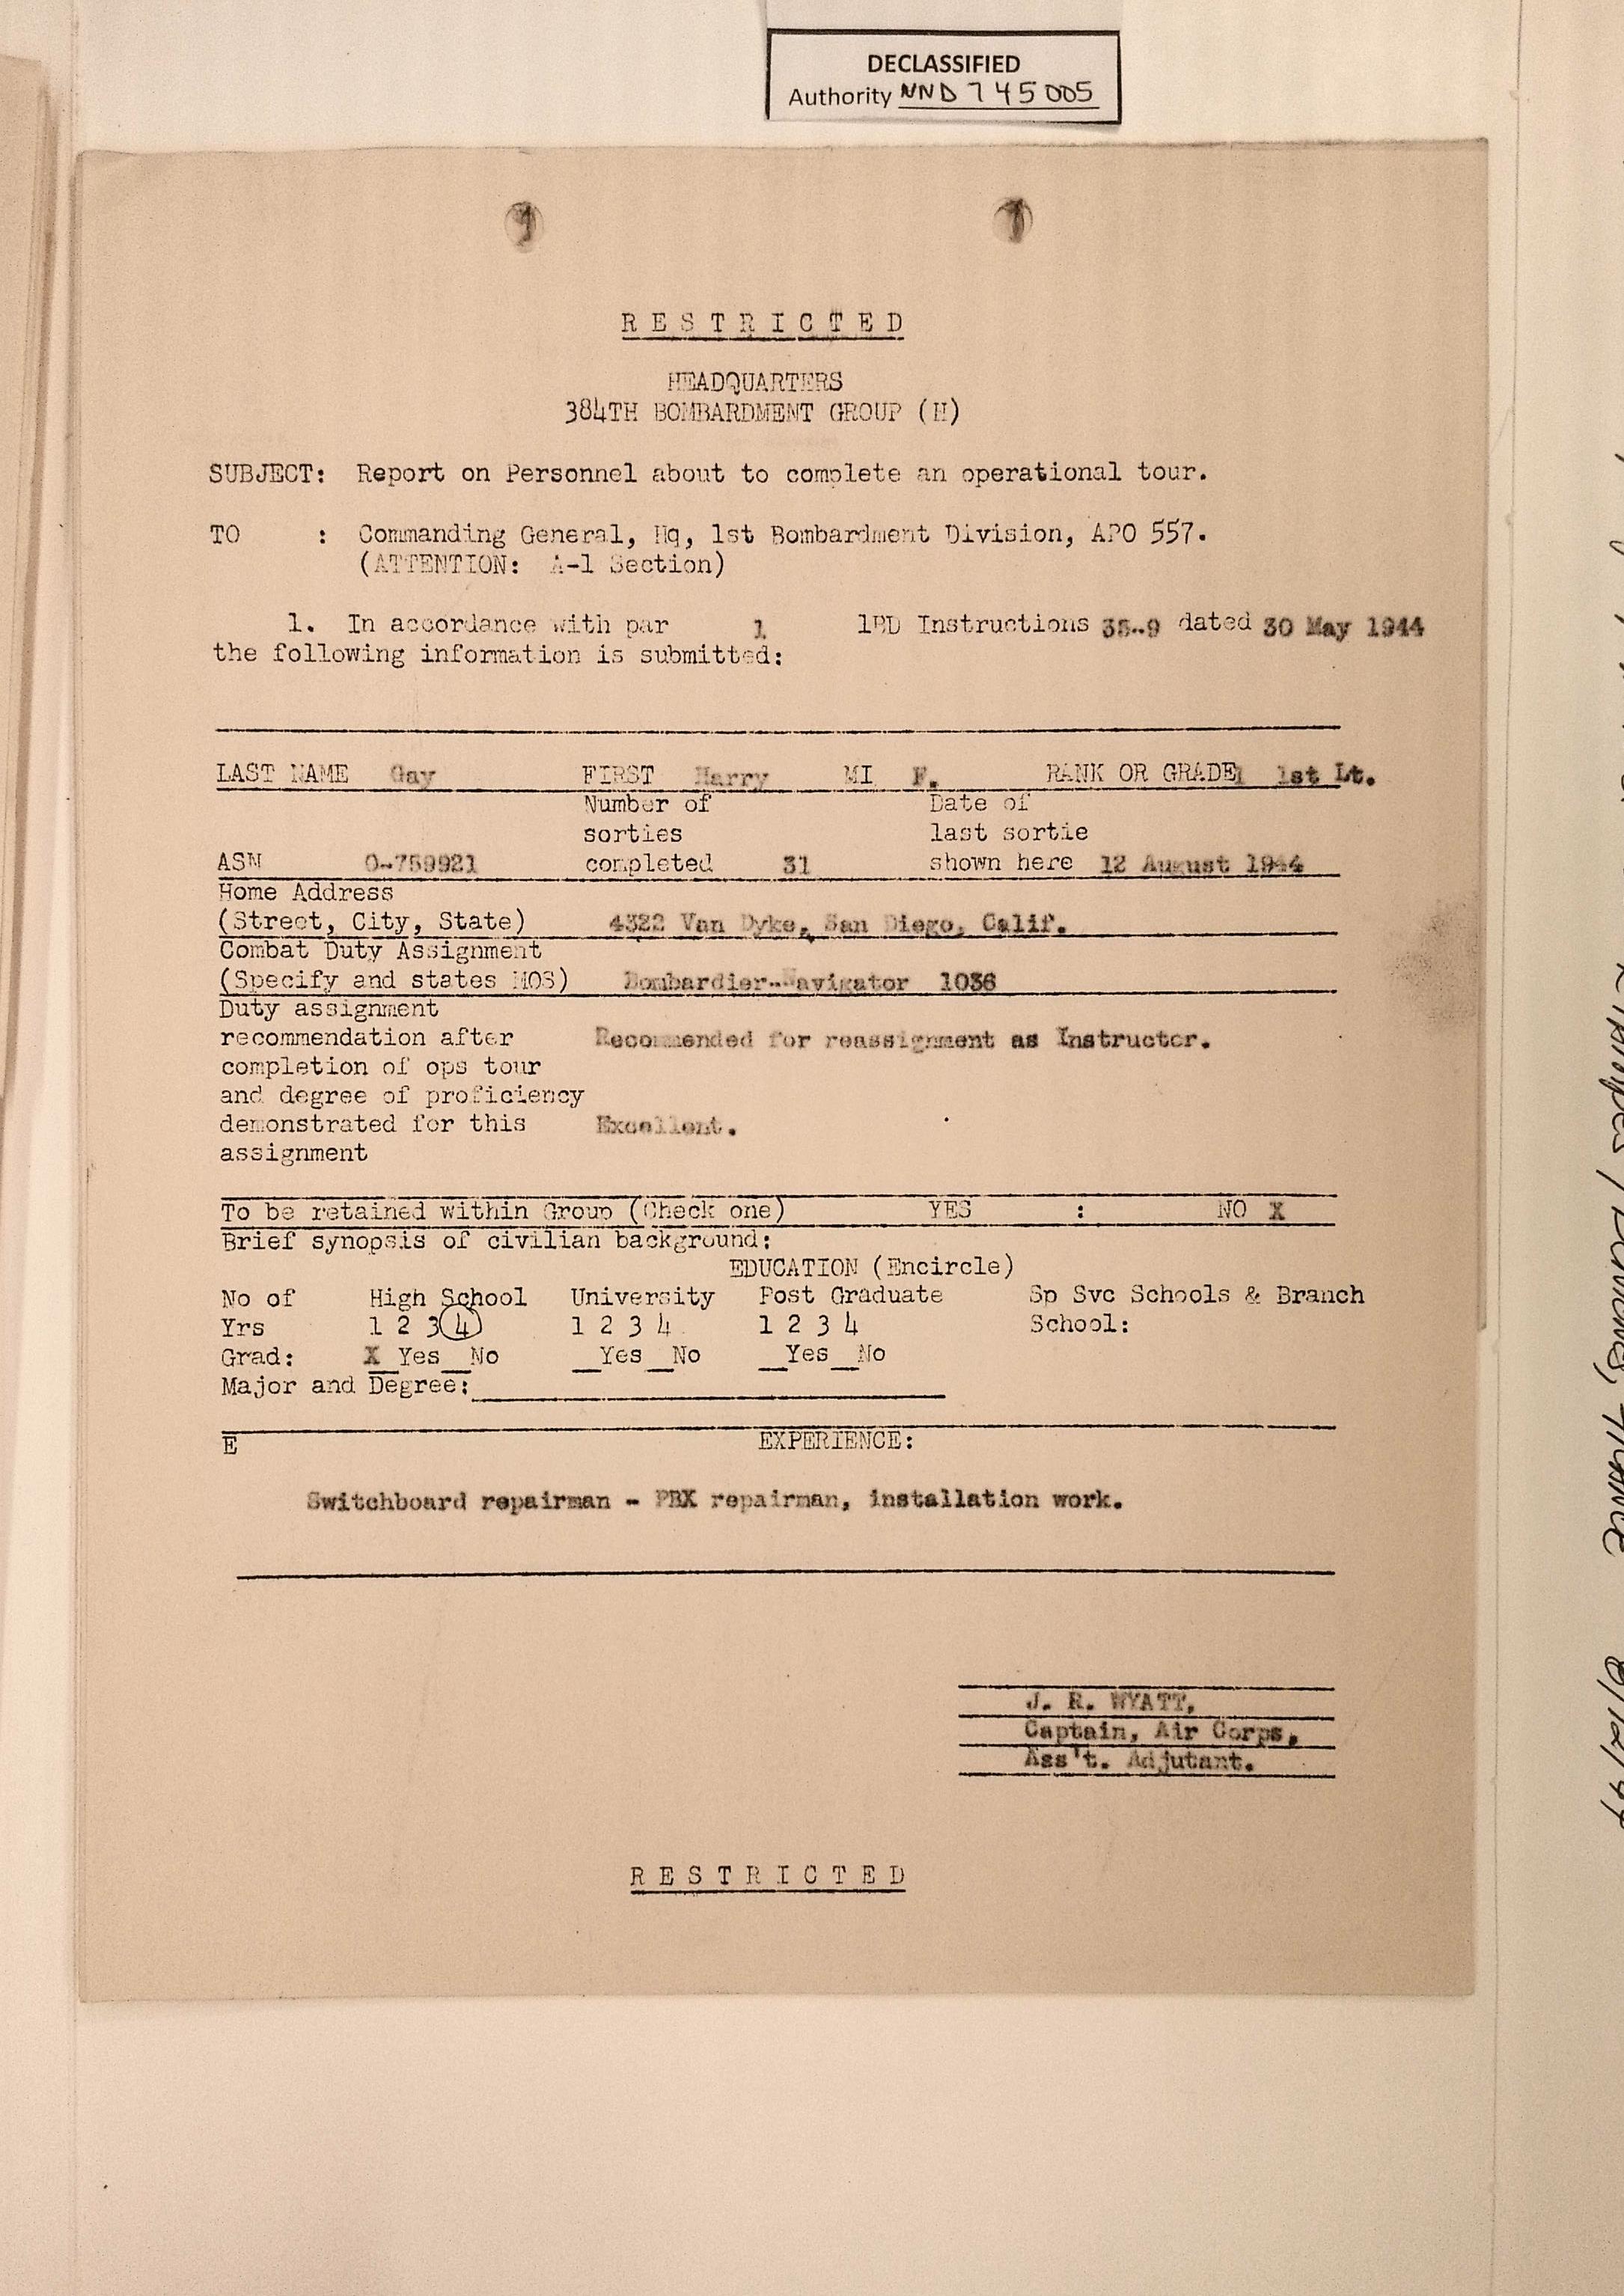 DECLASSIFIED
Authority NND 745005
RESTRICTED
HEADQUARTERS
384TH BOMBARDMENT GROUP (H)
SUBJECT: Report on Personnel about to complete an operational tour.
TO : Commanding General, Hq, 1st Bombardment Division, APO 557.
(ATTENTION: A-1 Section)
1. In accordance with par 1 1BD Instructions 35-9 dated 30 May 1944
the following information is submitted:
LAST NAME Gay FIRST Harry MI F. RANK OR GRADE 1st Lt.
Number of Date of
sorties last sortie
ASN O-759921 completed 31 shown here 12 August 1944
Home Address
(Street, City, State) 4322 Van Dyke, San Diego, Calif.
Combat Duty Assignment
(Specify and states MOS) Bombardier-Navigator 1036
Duty assignment
recommendation after Recommended for reassignment as Instructor.
completion of ops tour
and degree of proficiency
demonstrated for this Excellent.
assignment
To be retained within Group (Check one) YES : NO X
Brief synopsis of civilian background:
EDUCATION (Encircle)
No of High School University Post Graduate Sp Svc Schools & Branch
Yrs 1 2 3 4 1 2 3 4 1 2 3 4 School:
Grad: X Yes__No __Yes __No __Yes __No
Major and Degree:
E EXPERIENCE:
Switchboard repairman - PBX repairman, installation work.
J. R. WYATT,
Captain, Air Corps,
Ass't. Adjutant.
RESTRICTED